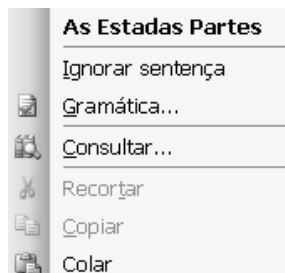 As Estadas Partes
Ignorar sentença
Gramática...
Consultar...
Recortar
Copiar
Colar